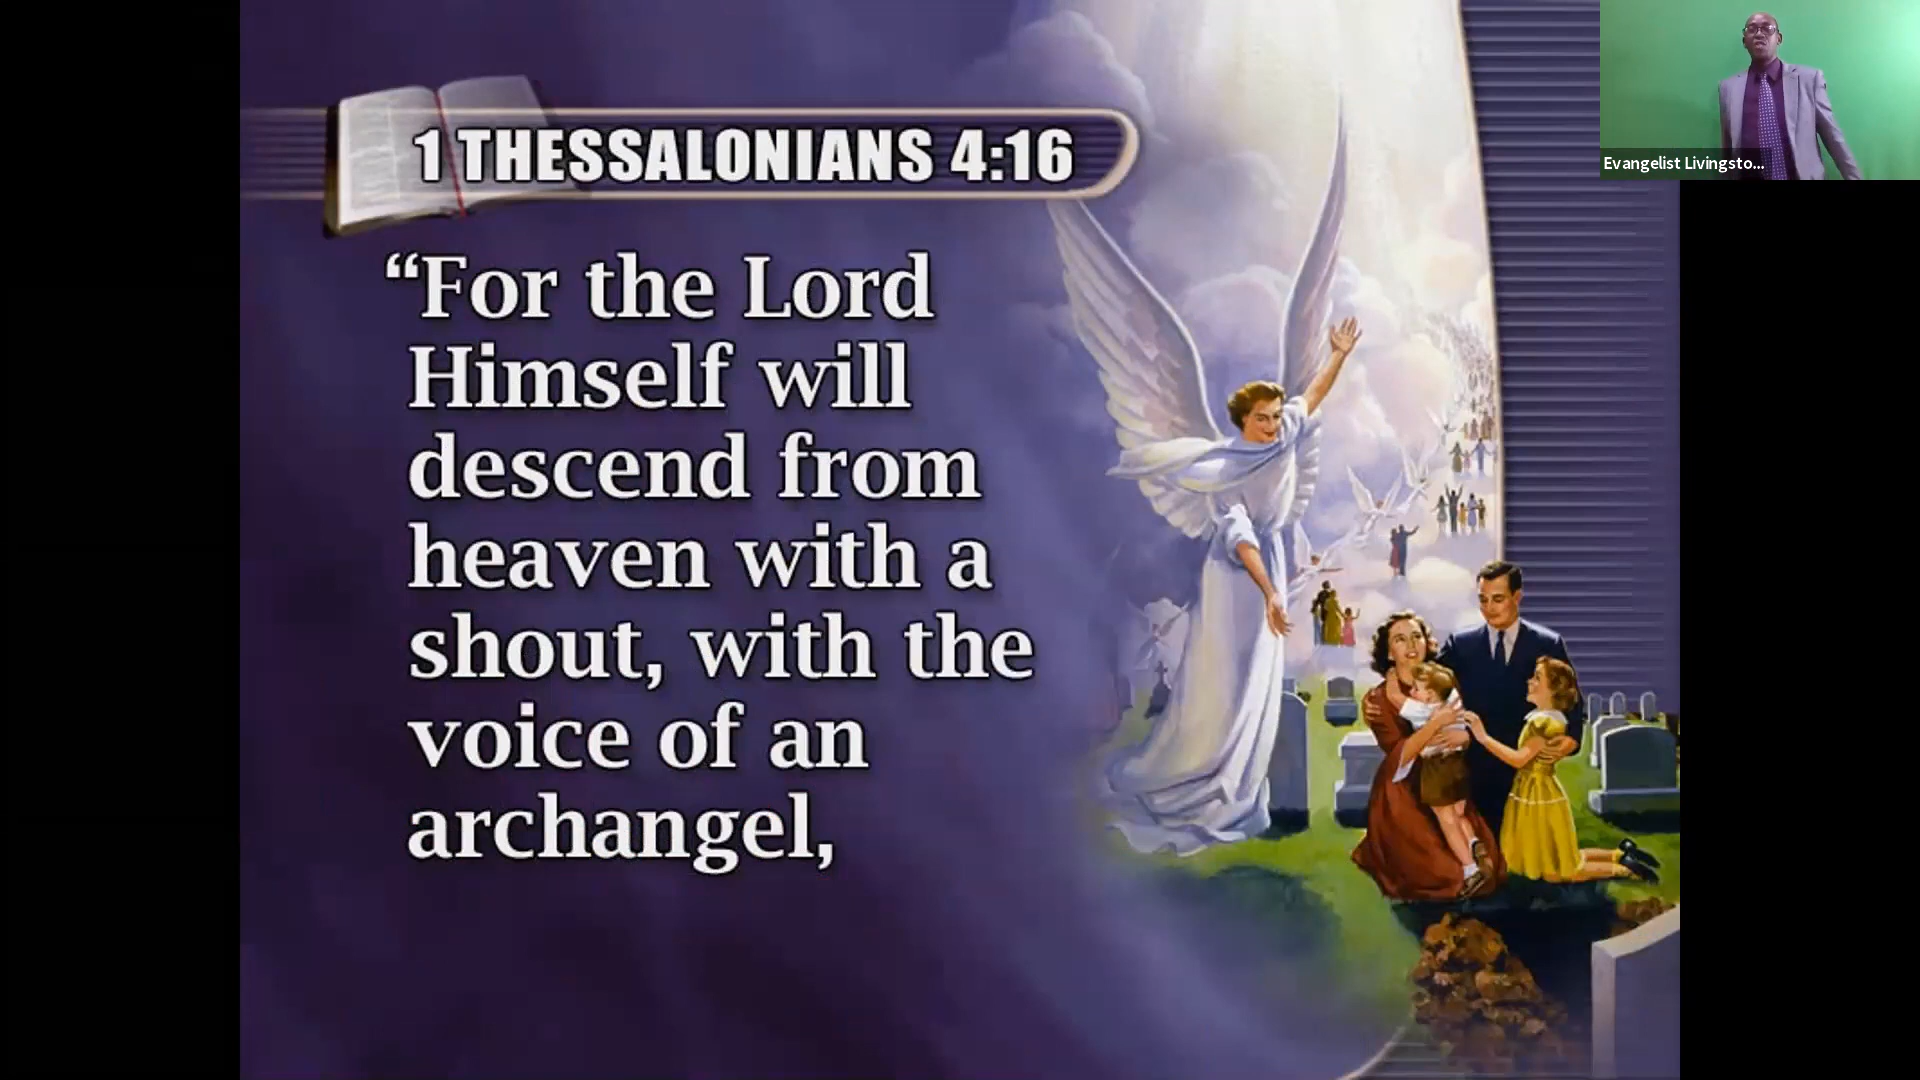 1 THESSALONIANS 4:16
“For the Lord
Himself will
descend from
heaven with a
shout, with the
voice of an
archangel,
Evangelist Livingsto...